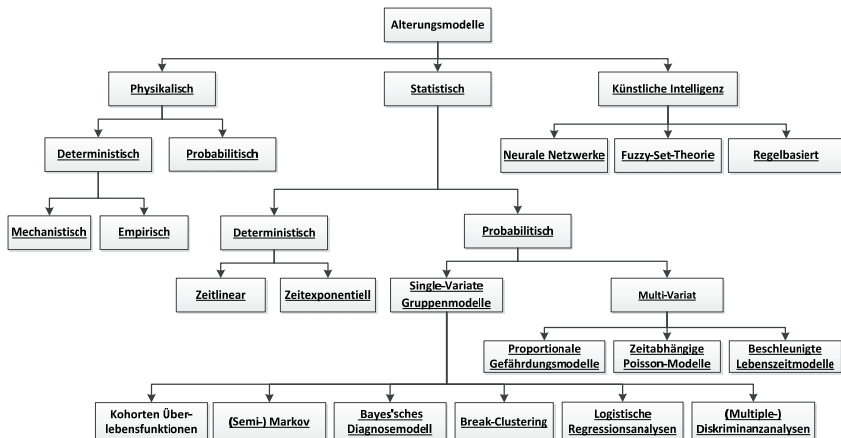 Alterungsmodelle
Physikalisch
Statistisch
Künstliche Intelligenz
Deterministisch
Probabilitisch
Neurale Netzwerke
Fuzzy-Set-Theorie
Regelbasiert
Mechanistisch
Empirisch
Deterministisch
Probabilitisch
Zeitlinear
Zeitexponentiell
Single-Variate
Gruppenmodelle
Multi-Variat
Proportionale
Gefährdungsmodelle
Zeitabhängige
Poisson-Modelle
Beschleunigte
Lebenszeitmodelle
Kohorten Über-
lebensfunktionen
(Semi-) Markov
Bayes'sches
Diagnosemodell
Break-Clustering
Logistische
Regressionsanalysen
(Multiple-)
Diskriminanzanalysen